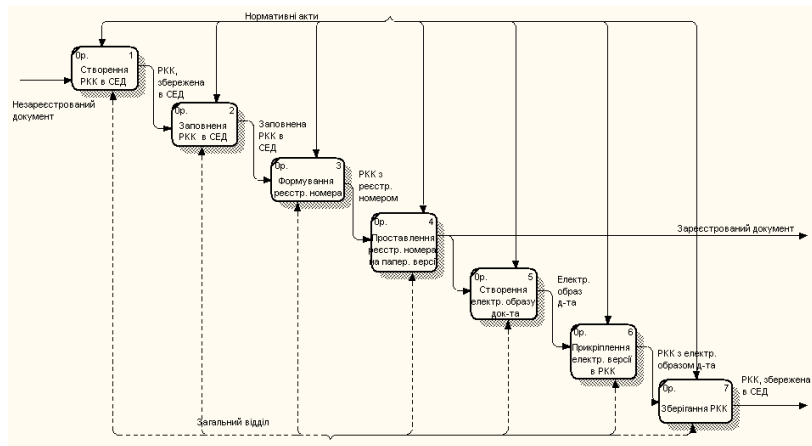 Нормативні акти
0р. 1
Створення
РКК в СЕД
РКК,
збережена
в СЕД
Незареєстрований
документ
0р. 2
Заповненя
РКК в СЕД
Заповнена
РКК в
СЕД
0р. 3
Формування
реєстр. номера
РКК з
реєстр.
номером
0р. 4
Проставлення
реєстр. номера
на папер. версії
Зареєстрований документ
0р. 5
Створення
електр. образу
док-та
Електр.
образ
д-та
0р. 6
Прикріплення
електр. версії
в РКК
РКК з електр.
образом д-та
0р. 7
Зберігання РКК
РКК, збережена
в СЕД
Загальний відділ